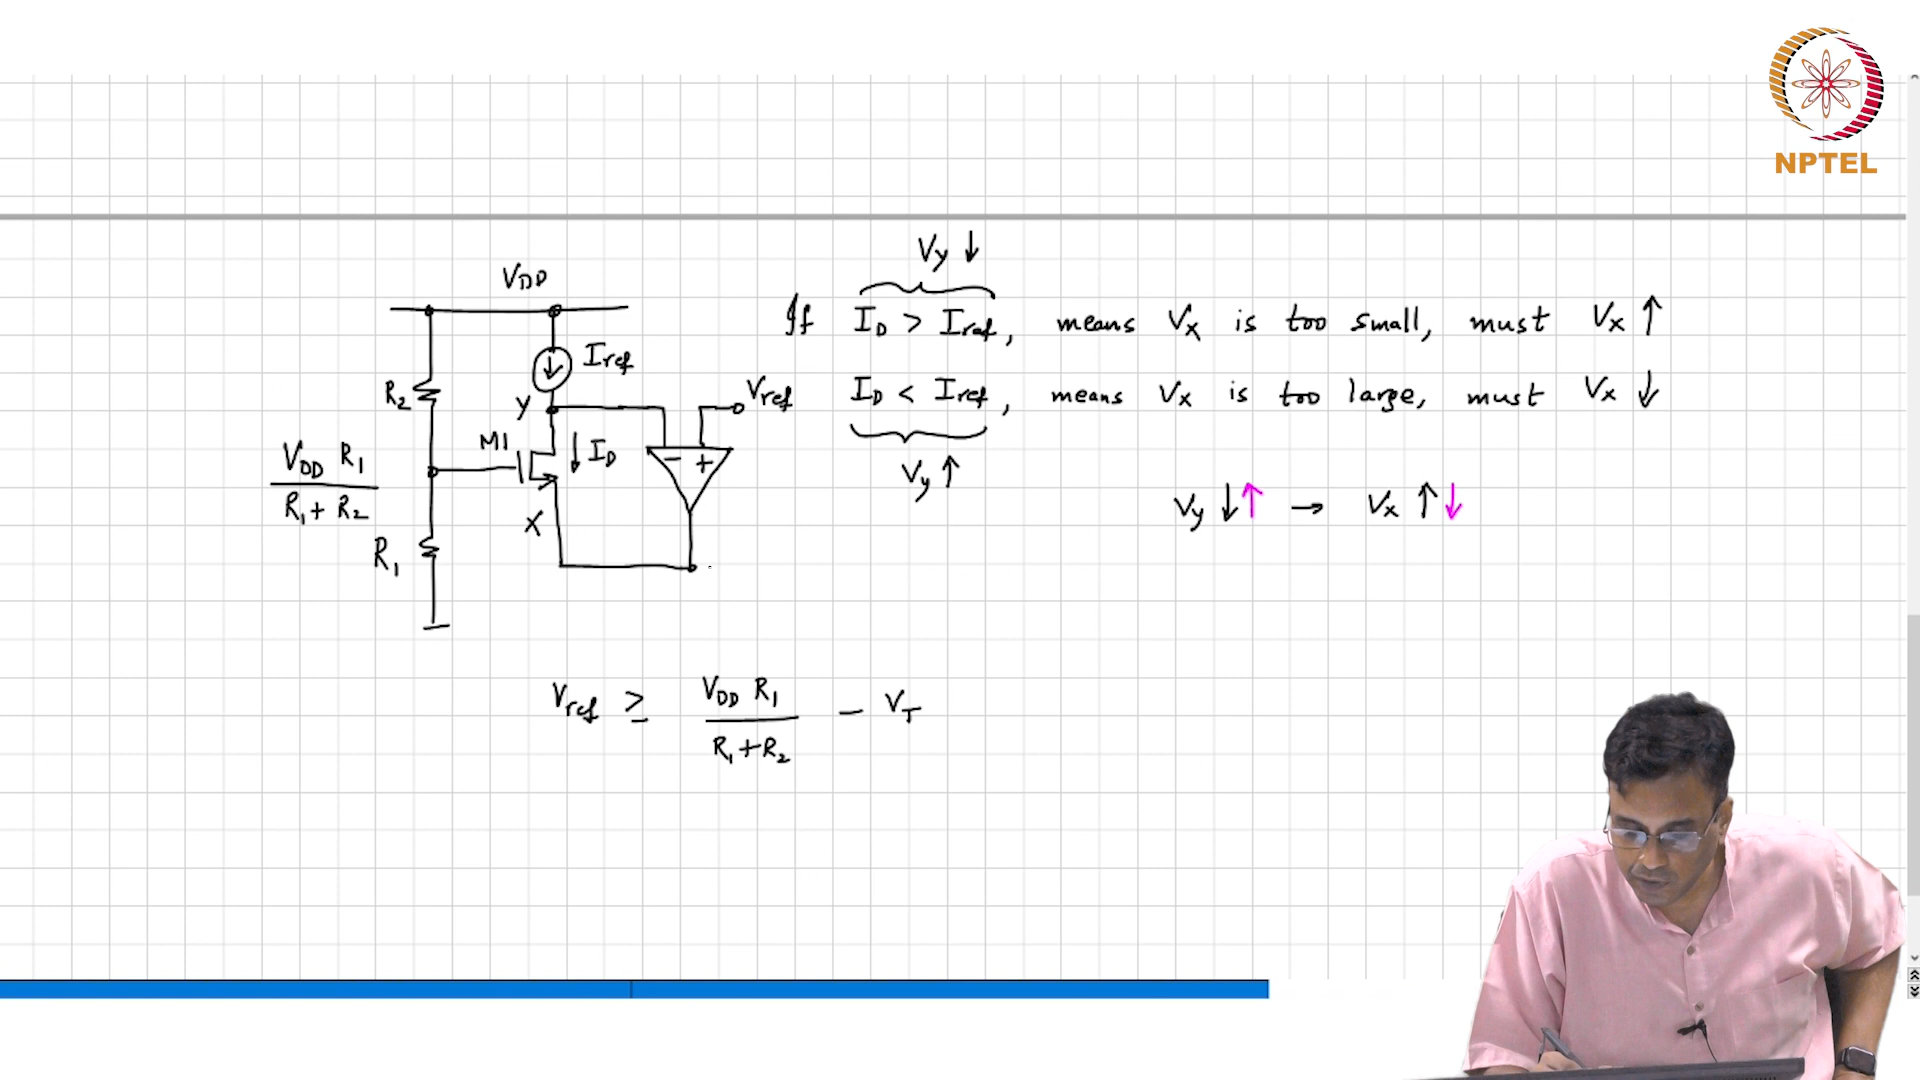 NPTEL
Vy ↓
VDD
If ID > Iref, means Vx is too small, must Vx ↑
Iref
R2
Y
Vref
ID < Iref, means Vx is too large, must Vx ↓
M1
ID
− +
VDD R1
R1 + R2
Vy ↑
X
Vy ↓↑ → Vx ↑↓
R1
Vref ≥ VDD R1 / R1+R2 − VT